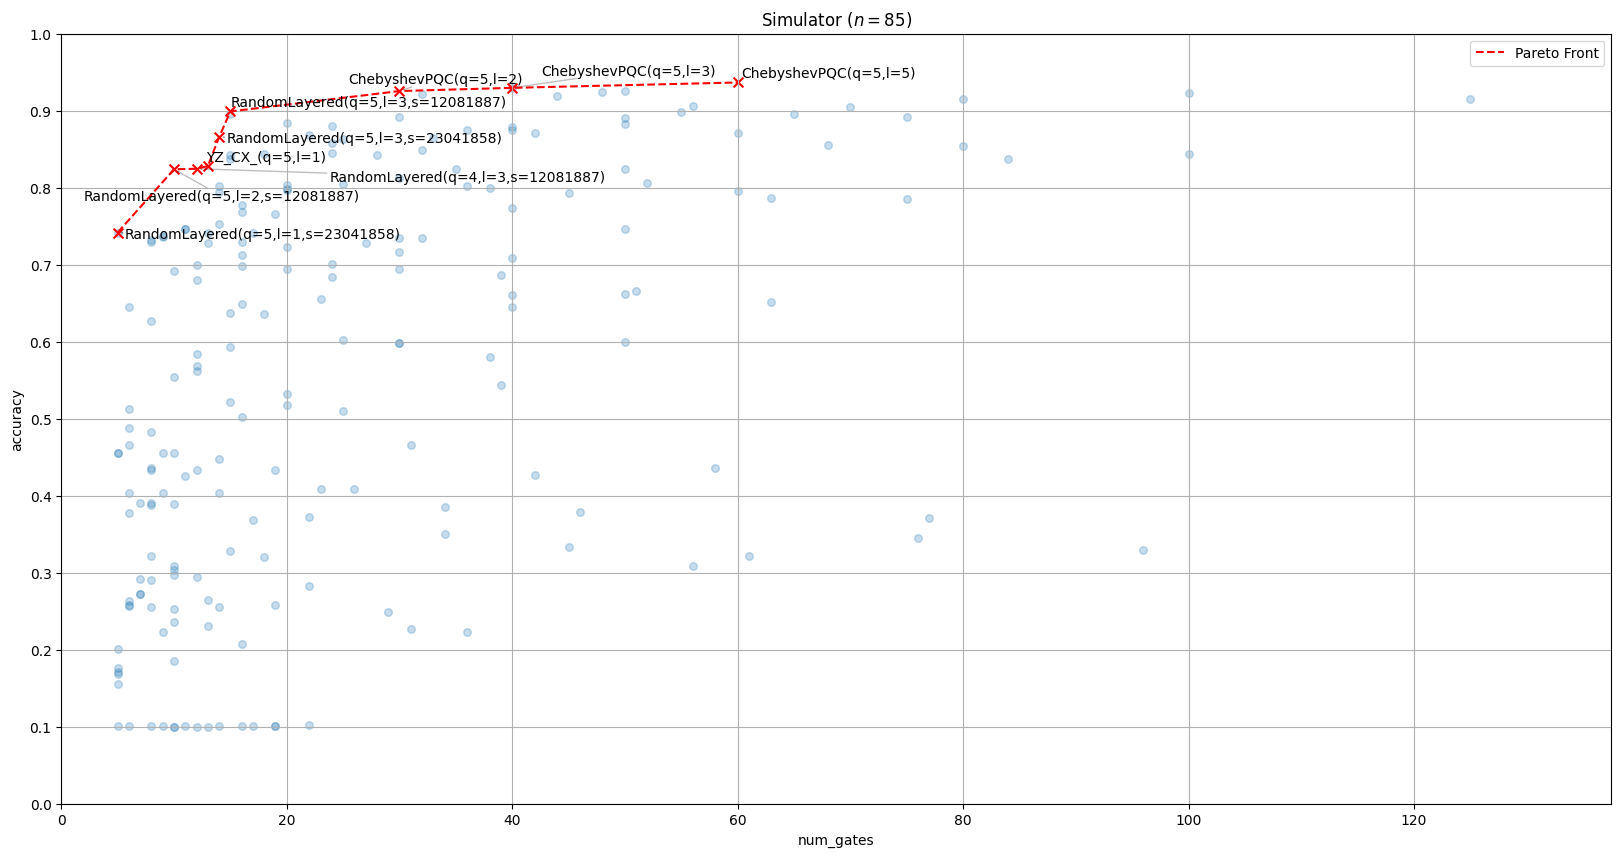 Simulator (n = 85)
1.0
Pareto Front
ChebyshevPQC(q=5,l=2)
ChebyshevPQC(q=5,l=3)
ChebyshevPQC(q=5,l=5)
0.9
RandomLayered(q=5,l=3,s=12081887)
RandomLayered(q=5,l=3,s=23041858)
YZ_CX_(q=5,l=1)
0.8
RandomLayered(q=4,l=3,s=12081887)
RandomLayered(q=5,l=2,s=12081887)
RandomLayered(q=5,l=1,s=23041858)
0.7
0.6
0.5
accuracy
0.4
0.3
0.2
0.1
0.0
0
20
40
60
80
100
120
num_gates